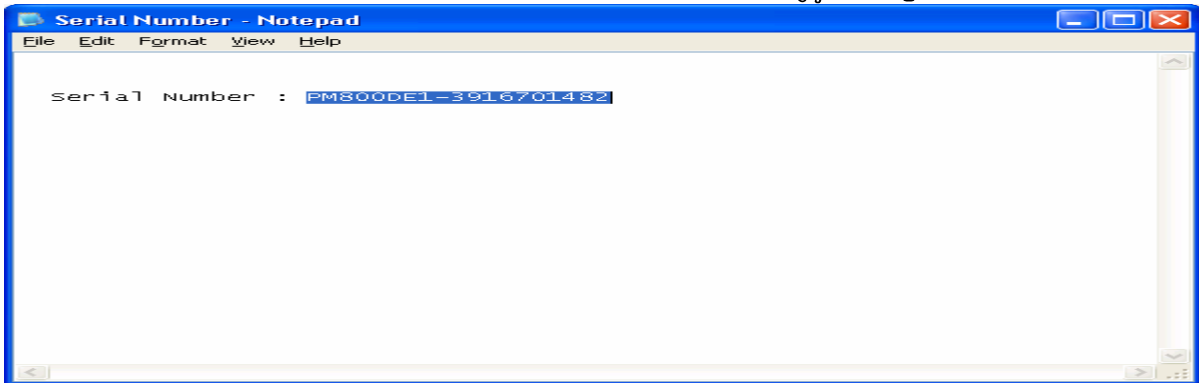 Serial Number - Notepad
File Edit Format View Help
Serial Number : PM800DE1-3916701482